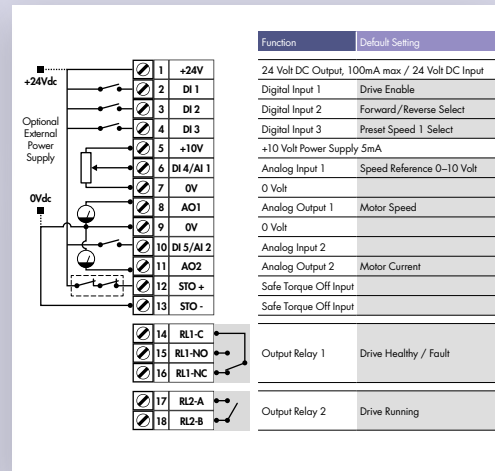 Function Default Setting
+24Vdc
Optional
External
Power
Supply
0Vdc
1 +24V 24 Volt DC Output, 100mA max / 24 Volt DC Input
2 DI 1 Digital Input 1 Drive Enable
3 DI 2 Digital Input 2 Forward/Reverse Select
4 DI 3 Digital Input 3 Preset Speed 1 Select
5 +10V +10 Volt Power Supply 5mA
6 DI 4/AI 1 Analog Input 1 Speed Reference 0–10 Volt
7 0V 0 Volt
8 AO1 Analog Output 1 Motor Speed
9 0V 0 Volt
10 DI 5/AI 2 Analog Input 2
11 AO2 Analog Output 2 Motor Current
12 STO + Safe Torque Off Input
13 STO - Safe Torque Off Input
14 RL1-C
15 RL1-NO Output Relay 1 Drive Healthy / Fault
16 RL1-NC
17 RL2-A
Output Relay 2 Drive Running
18 RL2-B